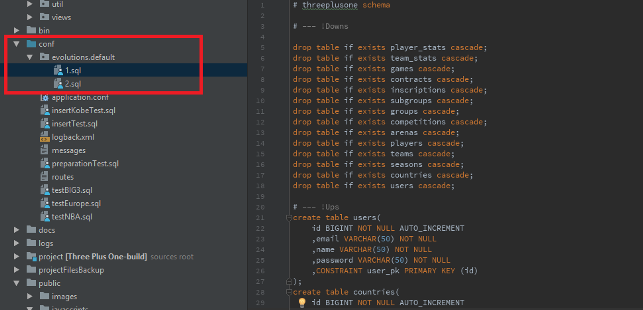 util
views
bin
conf
evolutions.default
1.sql
2.sql
application.conf
insertKobeTest.sql
insertTest.sql
logback.xml
messages
preparationTest.sql
routes
testBIG3.sql
testEurope.sql
testNBA.sql
docs
logs
project [Three Plus One-build] sources root
projectFilesBackup
public
images
javascripts
1 # threeplusone schema
2
3 # --- !Downs
4
5 drop table if exists player_stats cascade;
6 drop table if exists team_stats cascade;
7 drop table if exists games cascade;
8 drop table if exists contracts cascade;
9 drop table if exists inscriptions cascade;
10 drop table if exists subgroups cascade;
11 drop table if exists groups cascade;
12 drop table if exists competitions cascade;
13 drop table if exists arenas cascade;
14 drop table if exists players cascade;
15 drop table if exists teams cascade;
16 drop table if exists seasons cascade;
17 drop table if exists countries cascade;
18 drop table if exists users cascade;
19
20 # --- !Ups
21 create table users(
22 id BIGINT NOT NULL AUTO_INCREMENT
23 ,email VARCHAR(50) NOT NULL
24 ,name VARCHAR(50) NOT NULL
25 ,password VARCHAR(50) NOT NULL
26 ,CONSTRAINT user_pk PRIMARY KEY (id)
27 );
28 create table countries(
29 id BIGINT NOT NULL AUTO_INCREMENT